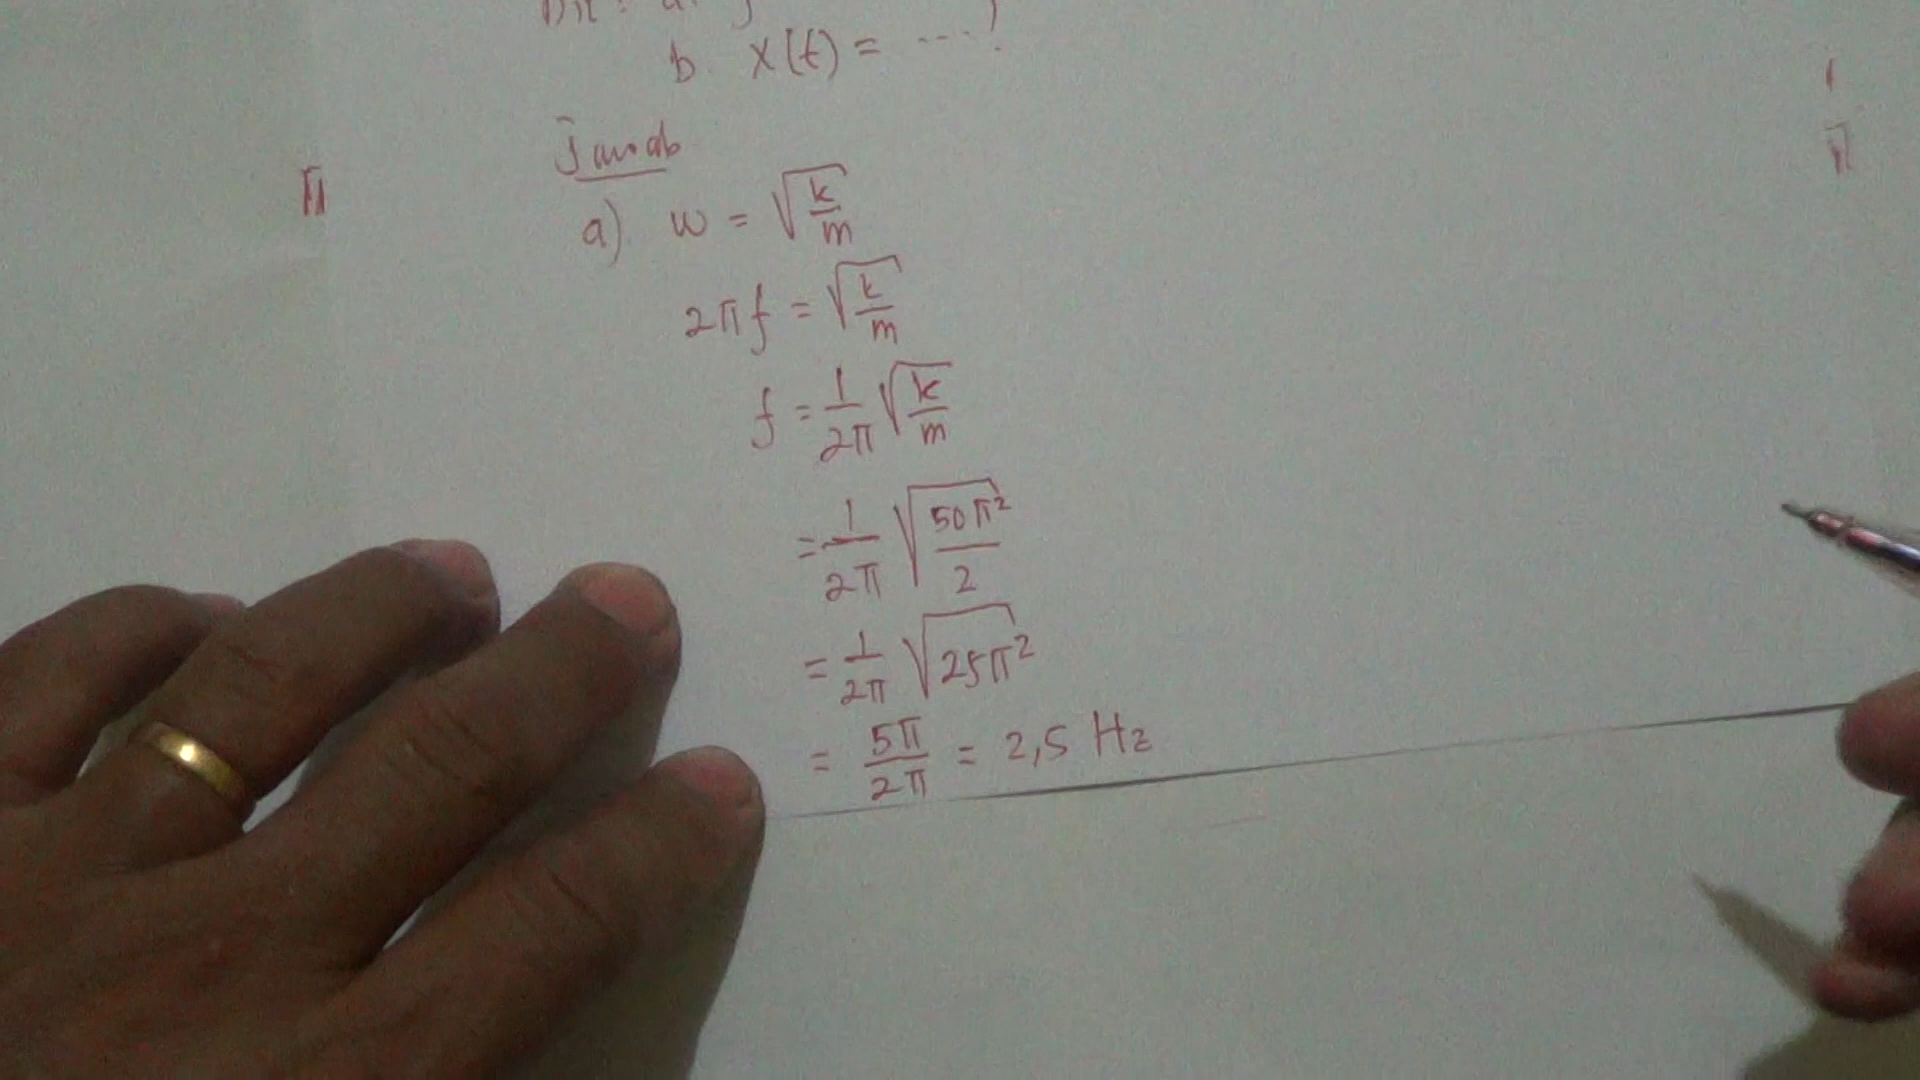 b. x(t) = ....!
Jawab
a) w = √(k/m)
2πf = √(k/m)
f = 1/2π √(k/m)
= 1/2π √(50π²/2)
= 1/2π √25π²
= 5π/2π = 2,5 Hz